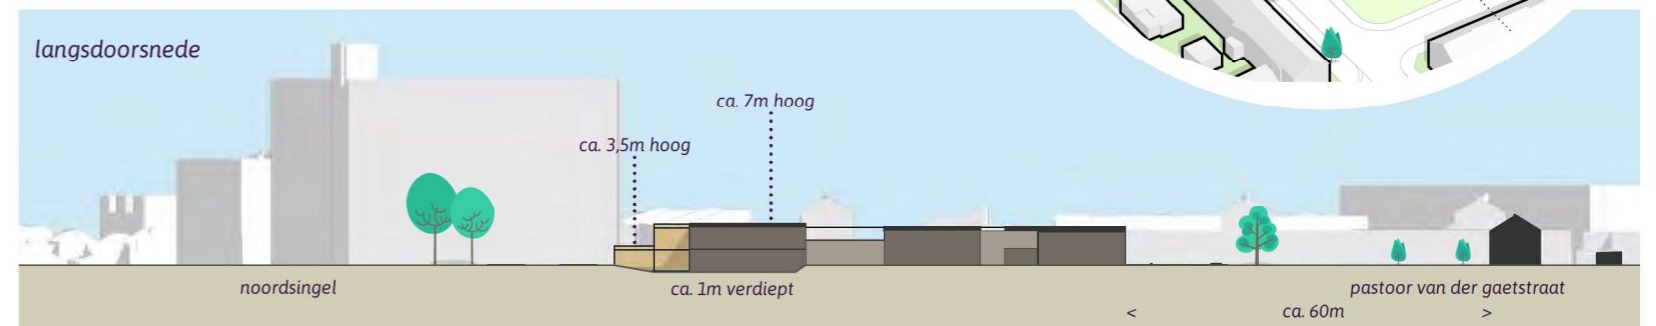 langsdoorsnede
ca. 7m hoog
ca. 3,5m hoog
noordsingel
ca. 1m verdiept
pastoor van der gaetstraat
< ca. 60m >